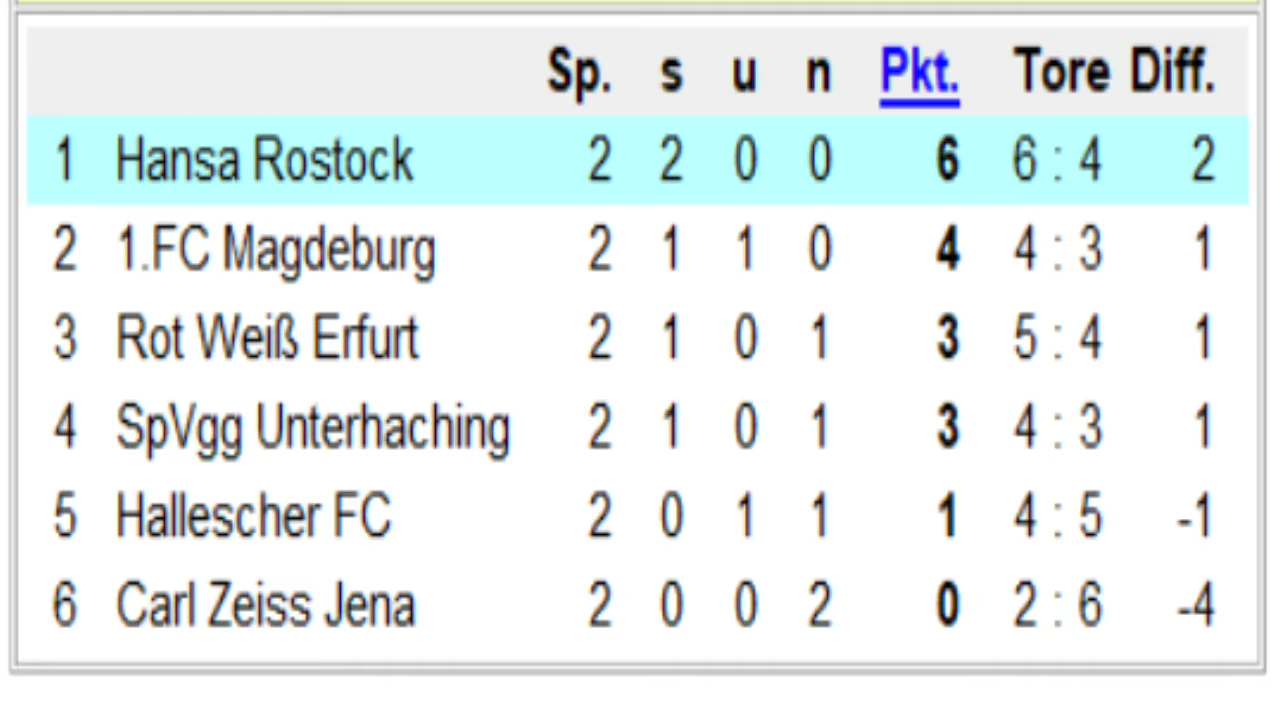 Sp. s u n Pkt. Tore Diff.
1 Hansa Rostock 2 2 0 0 6 6 : 4 2
2 1.FC Magdeburg 2 1 1 0 4 4 : 3 1
3 Rot Weiß Erfurt 2 1 0 1 3 5 : 4 1
4 SpVgg Unterhaching 2 1 0 1 3 4 : 3 1
5 Hallescher FC 2 0 1 1 1 4 : 5 -1
6 Carl Zeiss Jena 2 0 0 2 0 2 : 6 -4